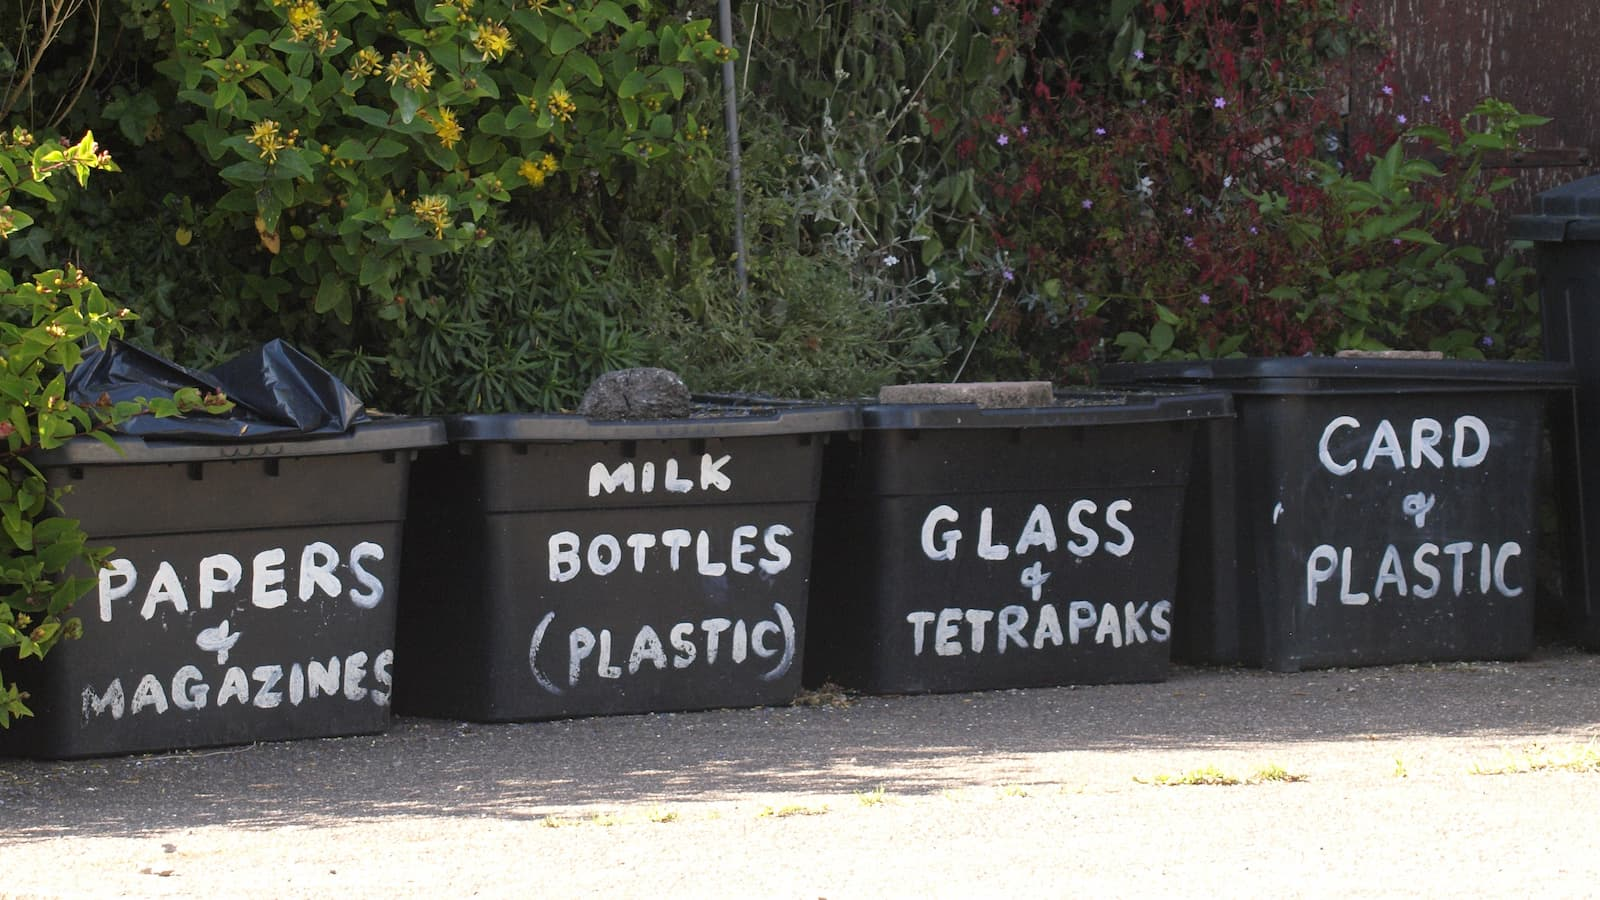 PAPERS
&
MAGAZINES
MILK
BOTTLES
(PLASTIC)
GLASS
&
TETRAPAKS
CARD
&
PLASTIC